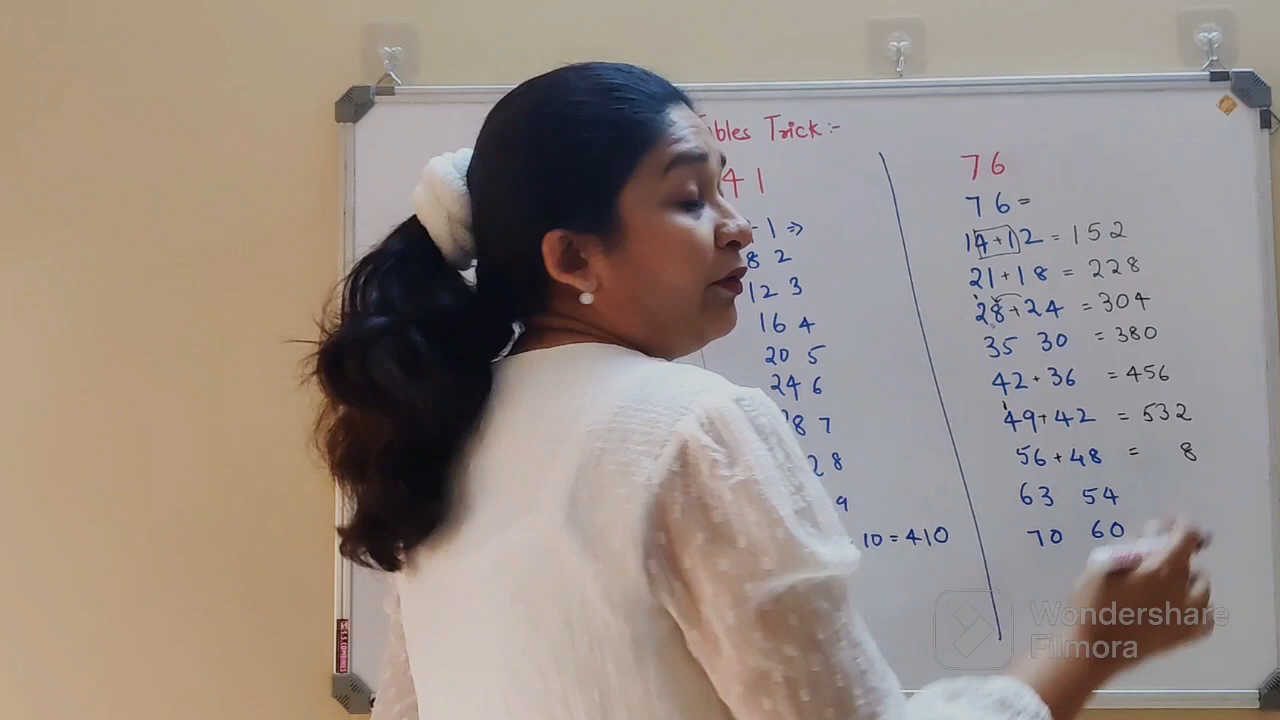 Trick:-
41
1 ⇒
8 2
12 3
16 4
20 5
24 6
8 7
2 8
9
10 = 410
76
76=
14+12 = 152
21+18 = 228
28+24 = 304
35 30 = 380
42+36 = 456
49+42 = 532
56+48 = 8
63 54
70 60
S.S.COMBINES
Wondershare
Filmora